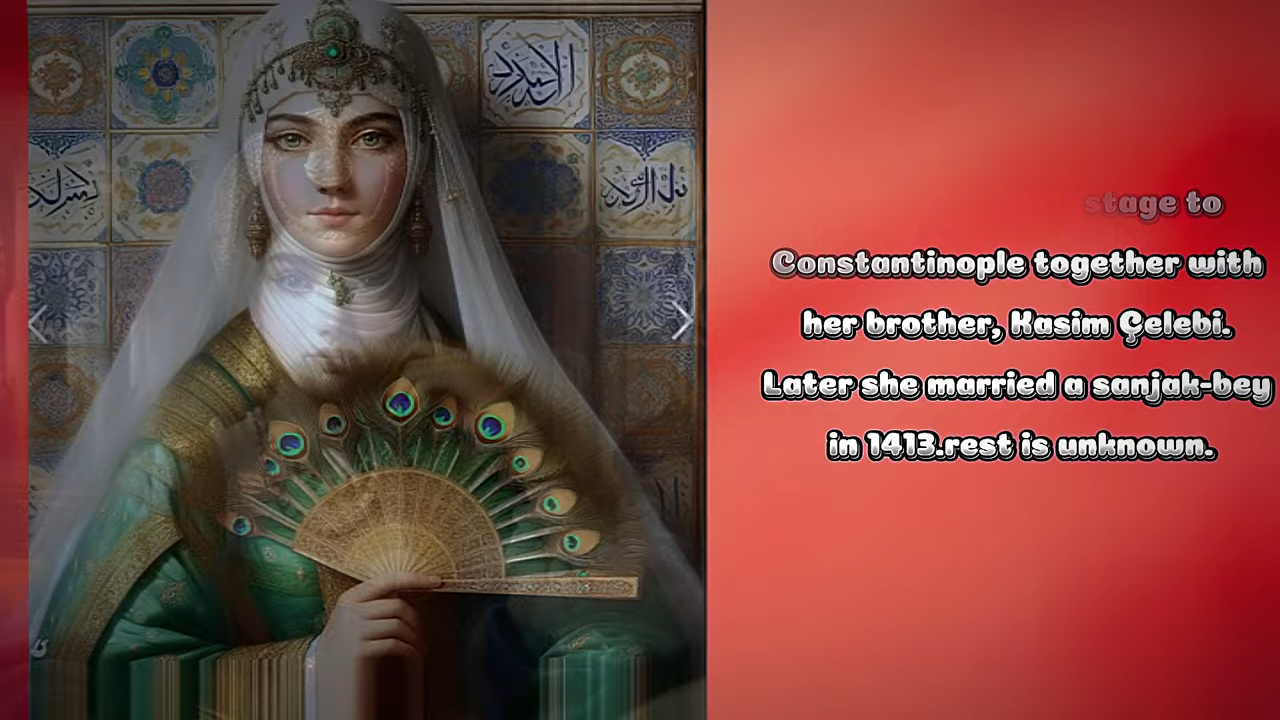 stage to
Constantinople together with
her brother, Kasim Çelebi.
Later she married a sanjak-bey
in 1413.rest is unknown.